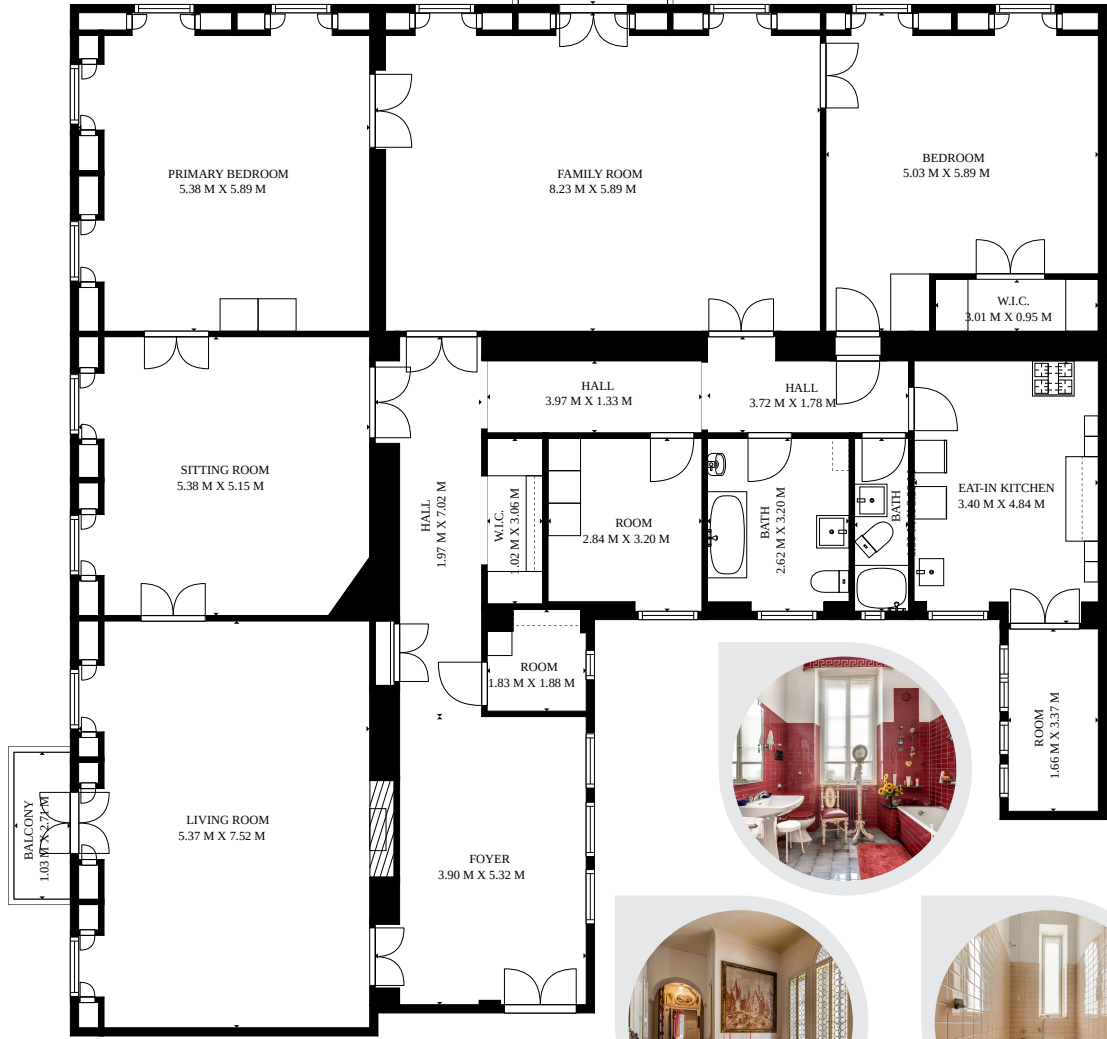 PRIMARY BEDROOM
5.38 M X 5.89 M
FAMILY ROOM
8.23 M X 5.89 M
BEDROOM
5.03 M X 5.89 M
W.I.C.
3.01 M X 0.95 M
HALL
3.97 M X 1.33 M
HALL
3.72 M X 1.78 M
SITTING ROOM
5.38 M X 5.15 M
HALL
1.97 M X 7.02 M
W.I.C.
1.02 M X 3.06 M
ROOM
2.84 M X 3.20 M
BATH
2.62 M X 3.20 M
BATH
EAT-IN KITCHEN
3.40 M X 4.84 M
ROOM
1.83 M X 1.88 M
ROOM
1.66 M X 3.37 M
BALCONY
1.03 M X 2.71 M
LIVING ROOM
5.37 M X 7.52 M
FOYER
3.90 M X 5.32 M